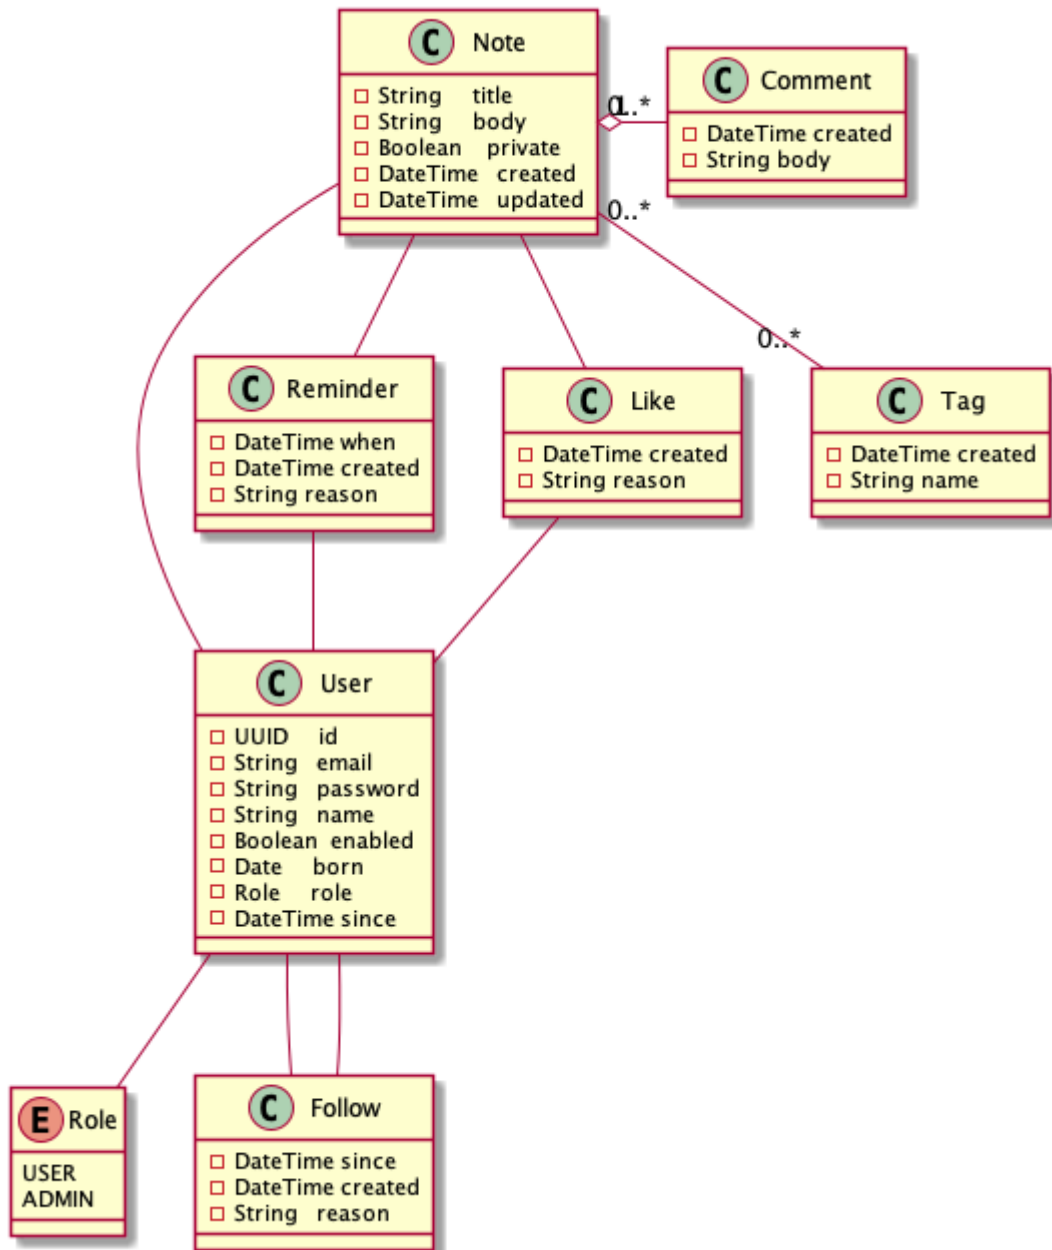 C Note
String title
String body
Boolean private
DateTime created
DateTime updated
1
0..*
C Comment
DateTime created
String body
0..*
0..*
C Reminder
DateTime when
DateTime created
String reason
C Like
DateTime created
String reason
C Tag
DateTime created
String name
C User
UUID id
String email
String password
String name
Boolean enabled
Date born
Role role
DateTime since
E Role
USER
ADMIN
C Follow
DateTime since
DateTime created
String reason